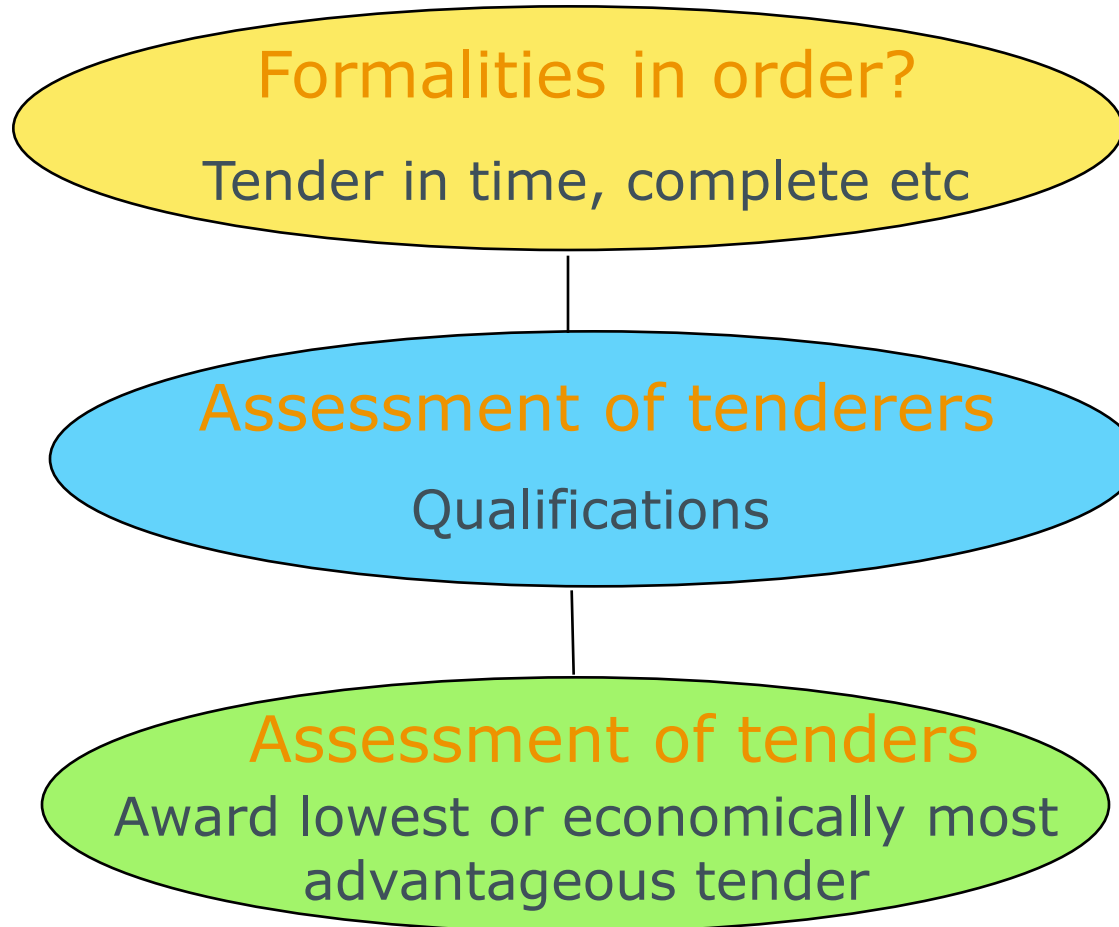 Formalities in order?
Tender in time, complete etc
Assessment of tenderers
Qualifications
Assessment of tenders
Award lowest or economically most
advantageous tender